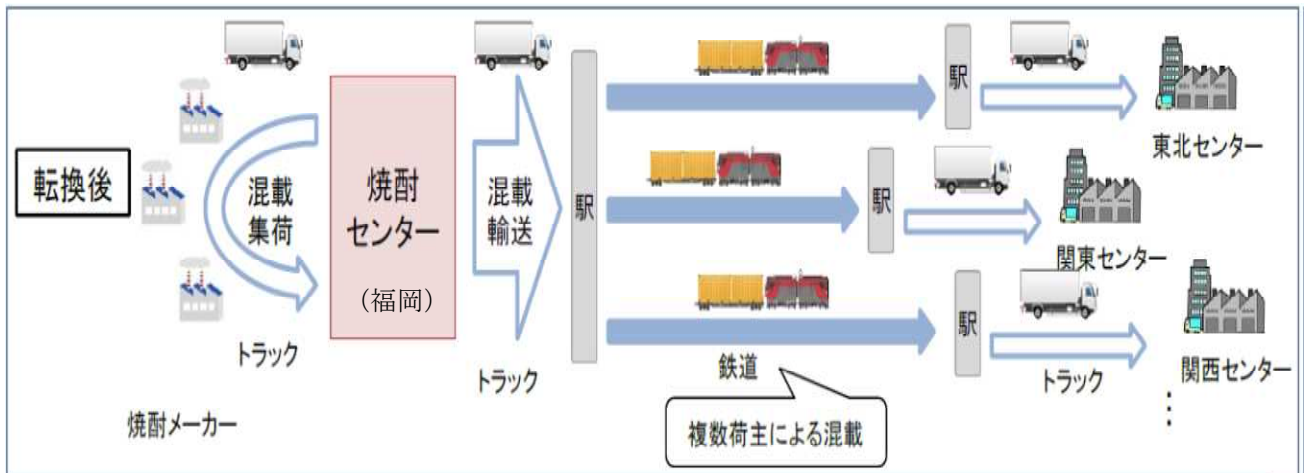 転換後
混載
集荷
トラック
焼酎メーカー
焼酎
センター
(福岡)
混載
輸送
トラック
駅
駅
東北センター
駅
関東センター
駅
鉄道
トラック
関西センター
複数荷主による混載
⋮